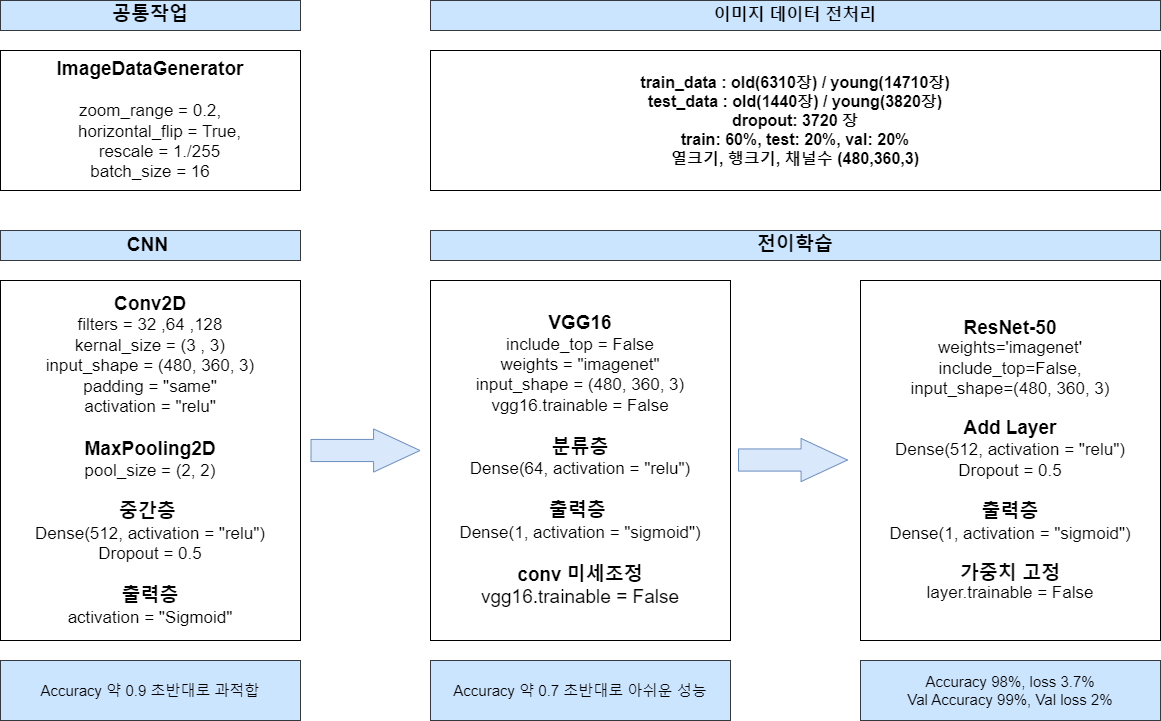 공통작업
이미지 데이터 전처리
ImageDataGenerator
zoom_range = 0.2,
horizontal_flip = True,
rescale = 1./255
batch_size = 16
train_data : old(6310장) / young(14710장)
test_data : old(1440장) / young(3820장)
dropout: 3720 장
train: 60%, test: 20%, val: 20%
열크기, 행크기, 채널수 (480,360,3)
CNN
전이학습
Conv2D
filters = 32 ,64 ,128
kernal_size = (3 , 3)
input_shape = (480, 360, 3)
padding = "same"
activation = "relu"
MaxPooling2D
pool_size = (2, 2)
중간층
Dense(512, activation = "relu")
Dropout = 0.5
출력층
activation = "Sigmoid"
VGG16
include_top = False
weights = "imagenet"
input_shape = (480, 360, 3)
vgg16.trainable = False
분류층
Dense(64, activation = "relu")
출력층
Dense(1, activation = "sigmoid")
conv 미세조정
vgg16.trainable = False
ResNet-50
weights='imagenet'
include_top=False,
input_shape=(480, 360, 3)
Add Layer
Dense(512, activation = "relu")
Dropout = 0.5
출력층
Dense(1, activation = "sigmoid")
가중치 고정
layer.trainable = False
Accuracy 약 0.9 초반대로 과적합
Accuracy 약 0.7 초반대로 아쉬운 성능
Accuracy 98%, loss 3.7%
Val Accuracy 99%, Val loss 2%